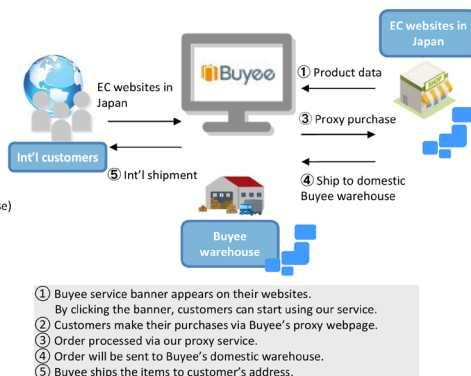 EC websites in
Japan
Buyee
① Product data
EC websites in
Japan
SHOP
③ Proxy purchase
Int'l customers
⑤ Int'l shipment
④ Ship to domestic
Buyee warehouse
se)
Buyee
warehouse
① Buyee service banner appears on their websites.
By clicking the banner, customers can start using our service.
② Customers make their purchases via Buyee's proxy webpage.
③ Order processed via our proxy service.
④ Order will be sent to Buyee's domestic warehouse.
⑤ Buyee ships the items to customer's address.